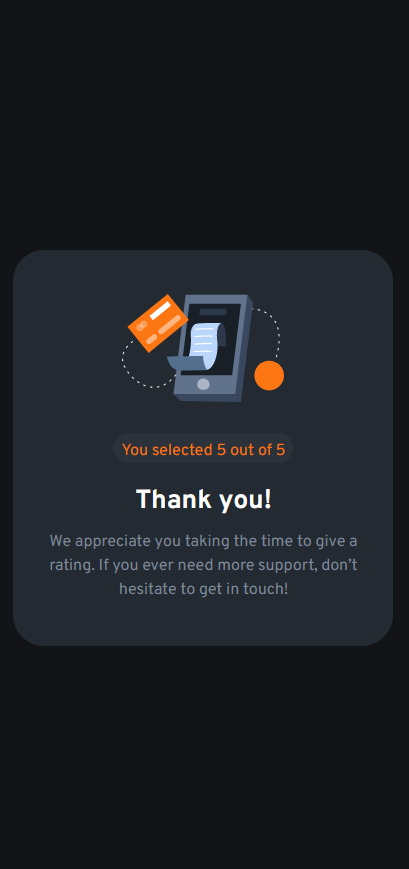 You selected 5 out of 5
Thank you!
We appreciate you taking the time to give a
rating. If you ever need more support, don’t
hesitate to get in touch!